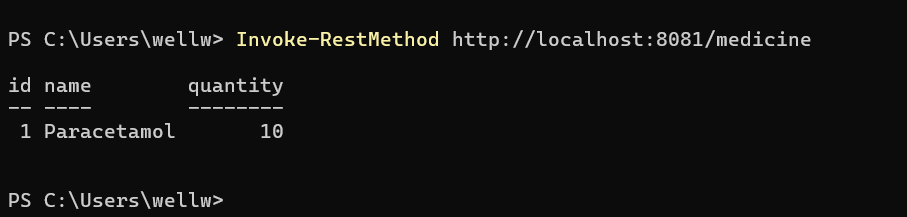 PS C:\Users\wellw> Invoke-RestMethod http://localhost:8081/medicine
id name        quantity
-- ----        --------
 1 Paracetamol       10
PS C:\Users\wellw>